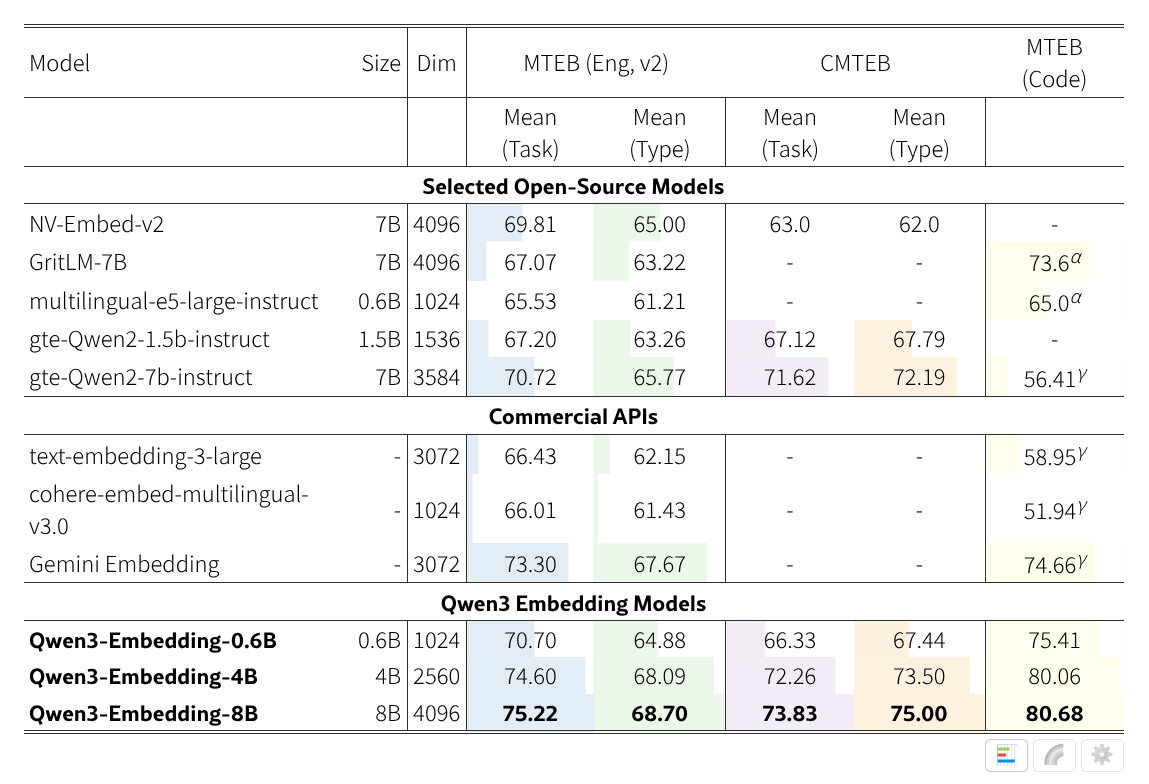 Model Size Dim MTEB (Eng, v2) CMTEB MTEB
(Code)
Mean Mean Mean Mean
(Task) (Type) (Task) (Type)
Selected Open-Source Models
NV-Embed-v2 7B 4096 69.81 65.00 63.0 62.0 -
GritLM-7B 7B 4096 67.07 63.22 - - 73.6α
multilingual-e5-large-instruct 0.6B 1024 65.53 61.21 - - 65.0α
gte-Qwen2-1.5b-instruct 1.5B 1536 67.20 63.26 67.12 67.79 -
gte-Qwen2-7b-instruct 7B 3584 70.72 65.77 71.62 72.19 56.41γ
Commercial APIs
text-embedding-3-large - 3072 66.43 62.15 - - 58.95γ
cohere-embed-multilingual-
v3.0 - 1024 66.01 61.43 - - 51.94γ
Gemini Embedding - 3072 73.30 67.67 - - 74.66γ
Qwen3 Embedding Models
Qwen3-Embedding-0.6B 0.6B 1024 70.70 64.88 66.33 67.44 75.41
Qwen3-Embedding-4B 4B 2560 74.60 68.09 72.26 73.50 80.06
Qwen3-Embedding-8B 8B 4096 75.22 68.70 73.83 75.00 80.68